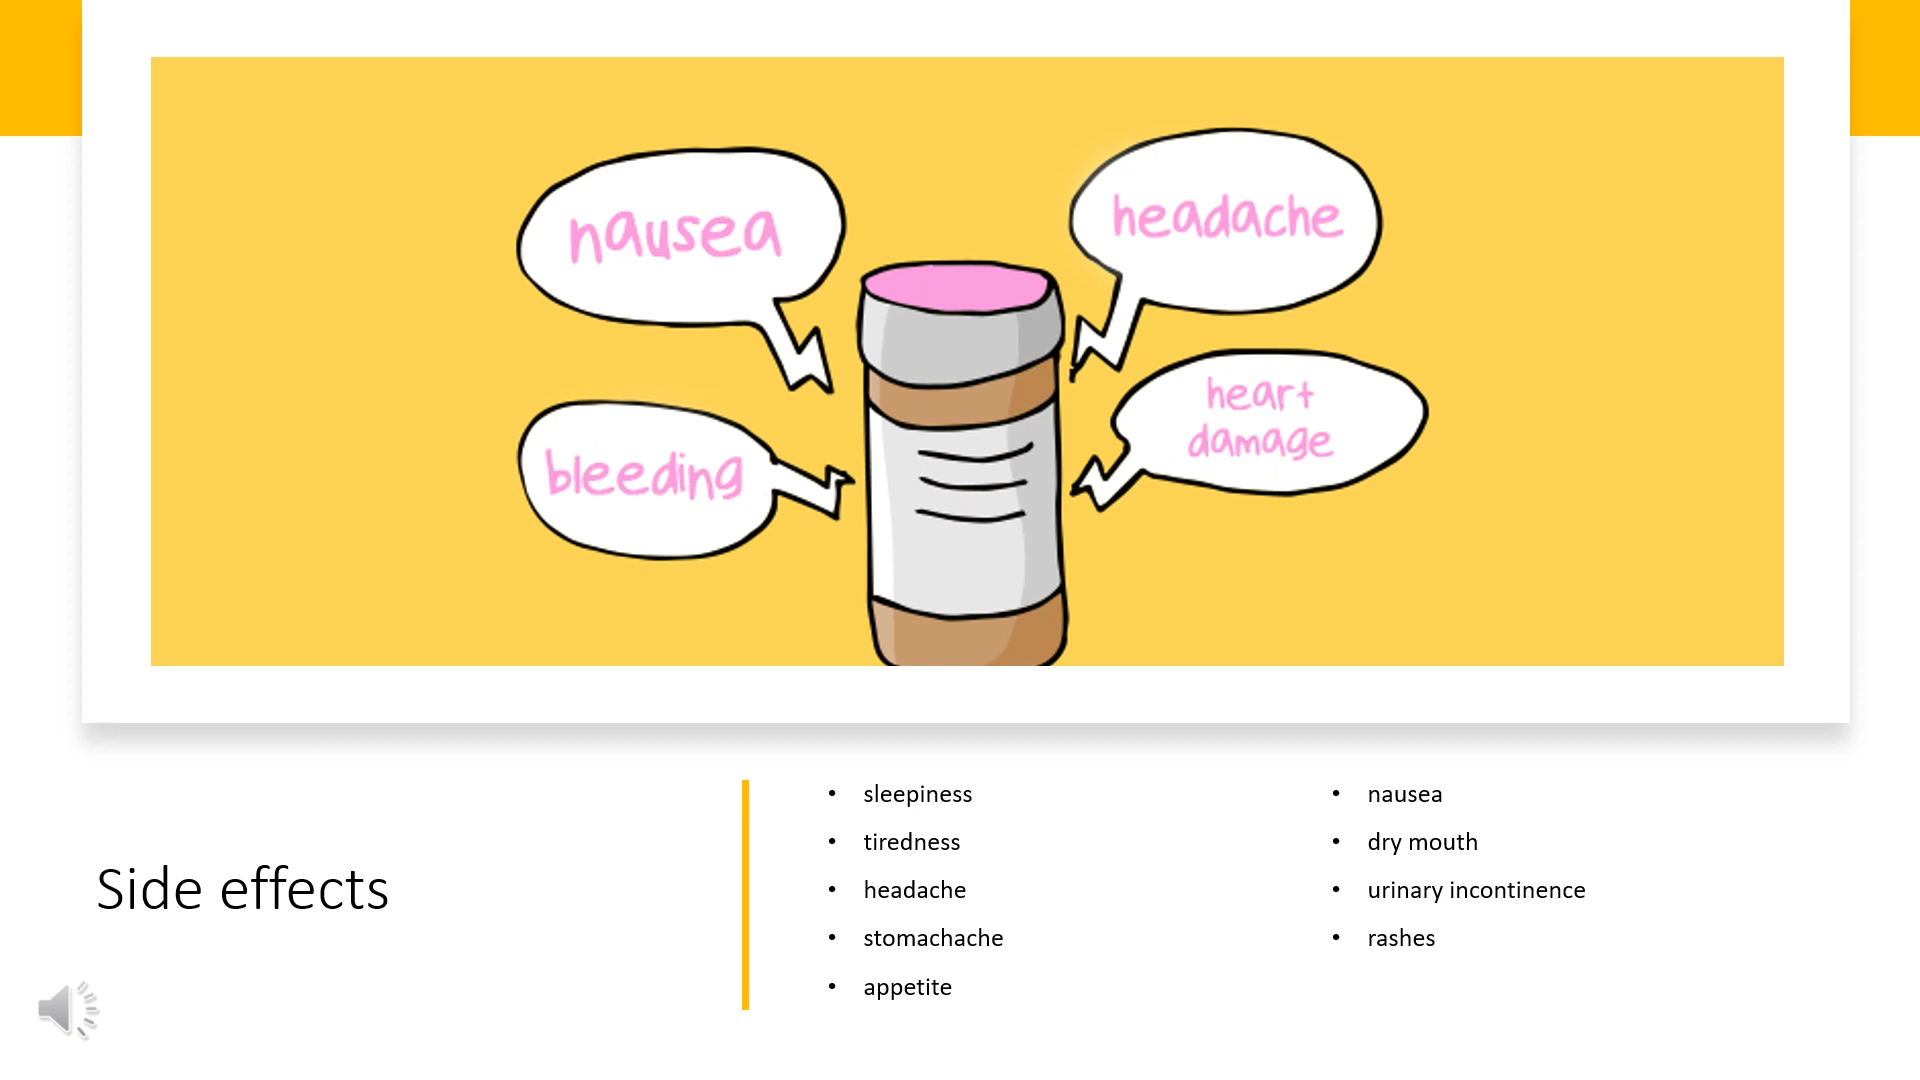 nausea
headache
heart
damage
bleeding
Side effects
• sleepiness
• tiredness
• headache
• stomachache
• appetite
• nausea
• dry mouth
• urinary incontinence
• rashes